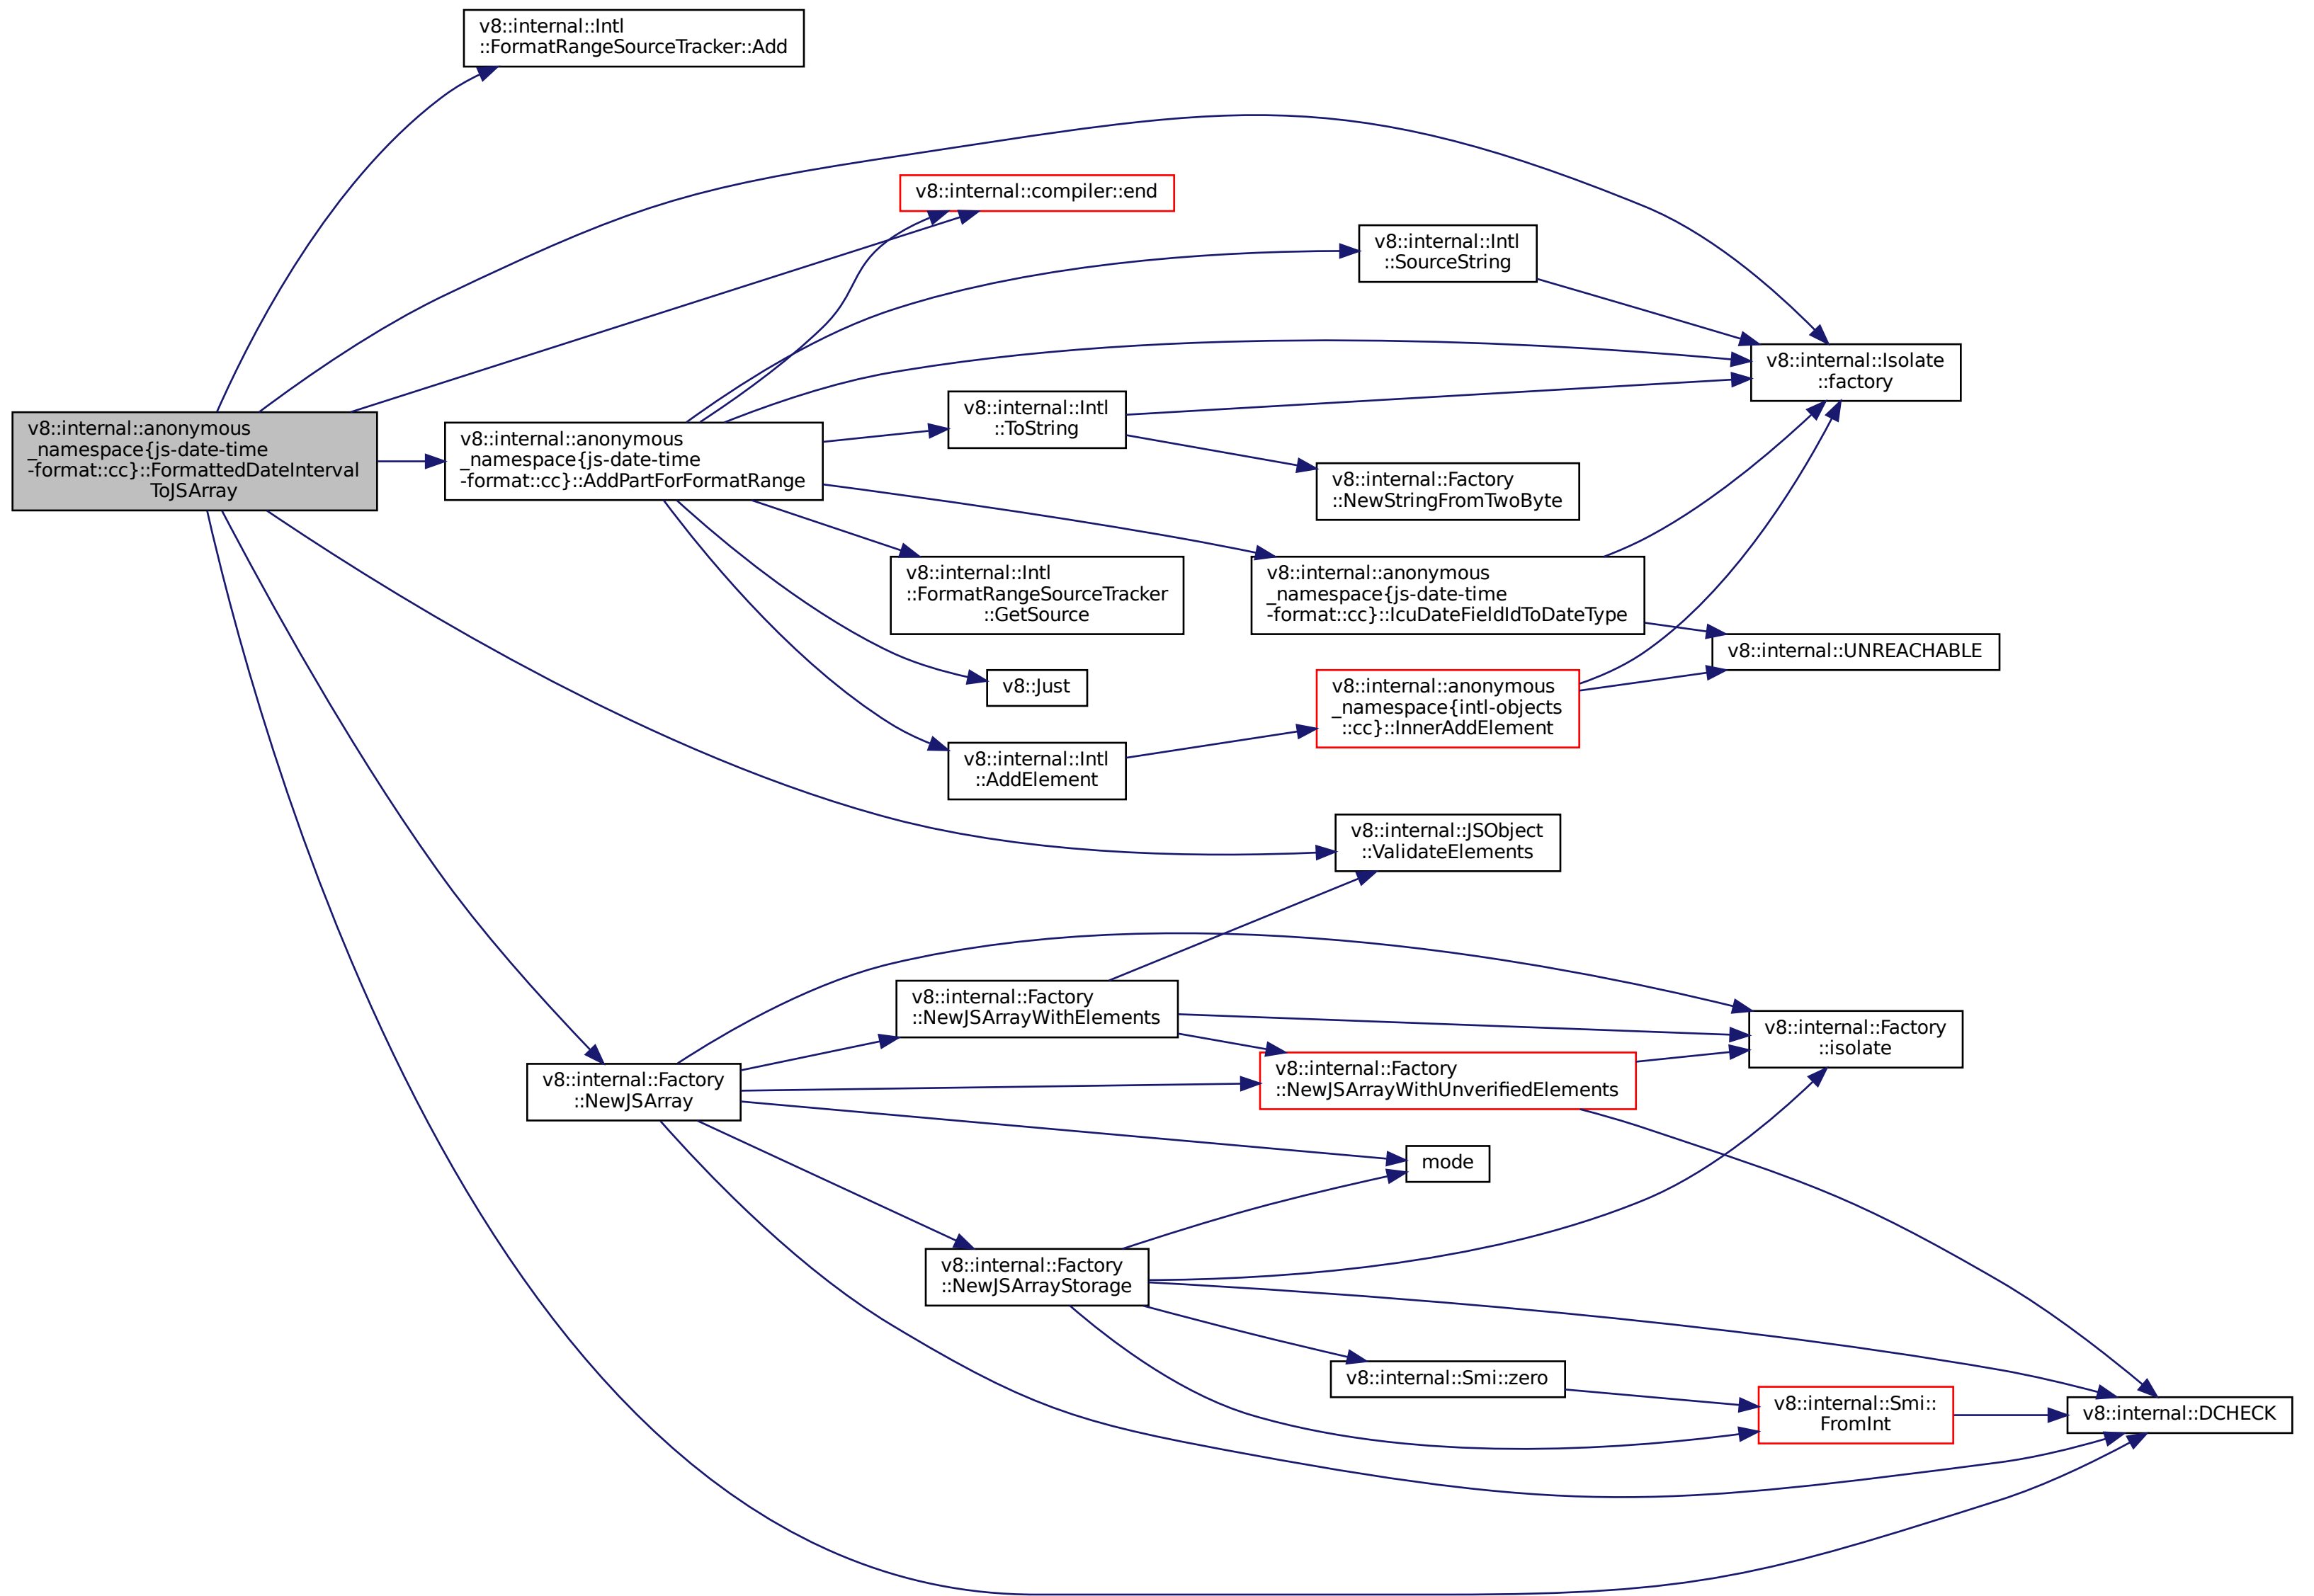 v8::internal::Intl
::FormatRangeSourceTracker::Add
v8::internal::compiler::end
v8::internal::Intl
::SourceString
v8::internal::Isolate
::factory
v8::internal::anonymous
_namespace{js-date-time
-format::cc}::FormattedDateInterval
ToJSArray
v8::internal::anonymous
_namespace{js-date-time
-format::cc}::AddPartForFormatRange
v8::internal::Intl
::ToString
v8::internal::Factory
::NewStringFromTwoByte
v8::internal::Intl
::FormatRangeSourceTracker
::GetSource
v8::internal::anonymous
_namespace{js-date-time
-format::cc}::IcuDateFieldIdToDateType
v8::internal::UNREACHABLE
v8::Just
v8::internal::anonymous
_namespace{intl-objects
::cc}::InnerAddElement
v8::internal::Intl
::AddElement
v8::internal::JSObject
::ValidateElements
v8::internal::Factory
::NewJSArrayWithElements
v8::internal::Factory
::isolate
v8::internal::Factory
::NewJSArray
v8::internal::Factory
::NewJSArrayWithUnverifiedElements
mode
v8::internal::Factory
::NewJSArrayStorage
v8::internal::Smi::zero
v8::internal::Smi::
FromInt
v8::internal::DCHECK